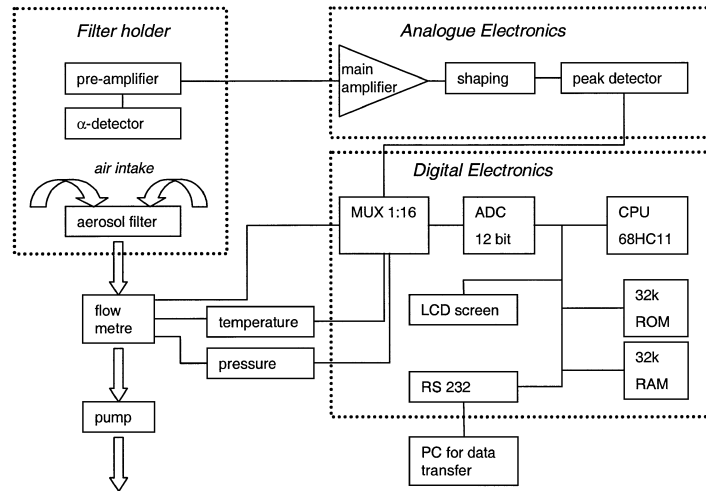 Filter holder
pre-amplifier
α-detector
air intake
aerosol filter
flow
metre
pump
temperature
pressure
Analogue Electronics
main
amplifier
shaping
peak detector
Digital Electronics
MUX 1:16
ADC
12 bit
CPU
68HC11
LCD screen
32k
ROM
32k
RAM
RS 232
PC for data
transfer